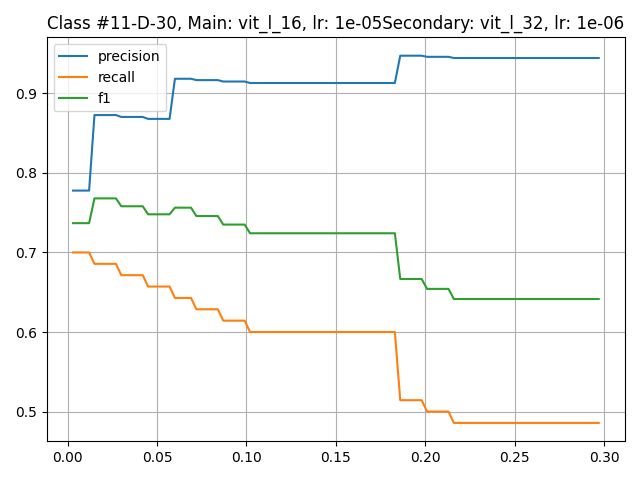 Class #11-D-30, Main: vit_l_16, lr: 1e-05Secondary: vit_l_32, lr: 1e-06
precision
recall
f1
0.9
0.8
0.7
0.6
0.5
0.00 0.05 0.10 0.15 0.20 0.25 0.30